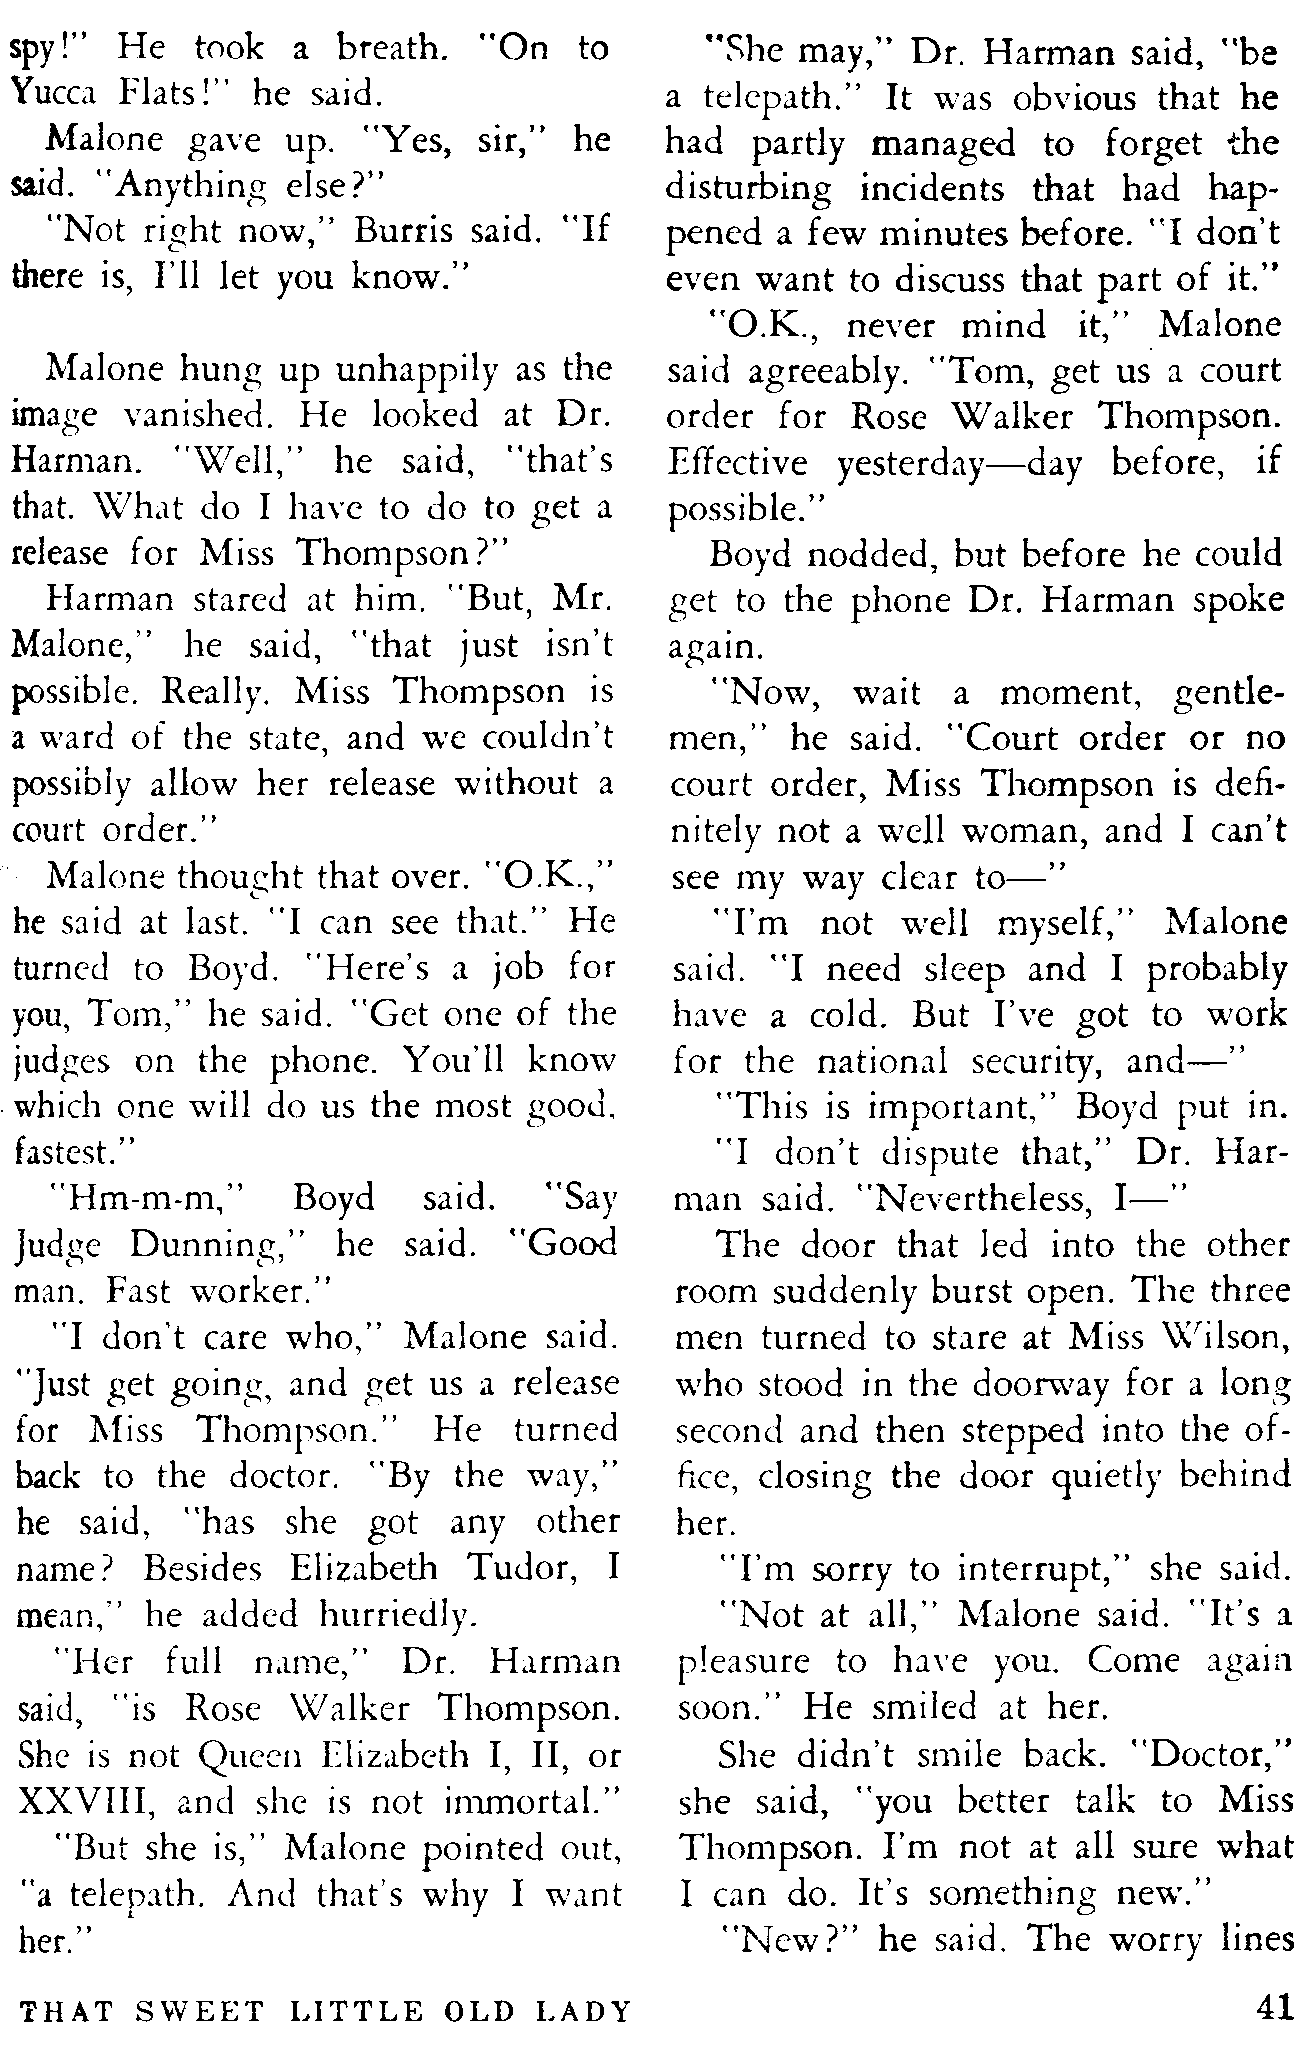 spy!" He took a breath. "On to
Yucca Flats!" he said.
Malone gave up. "Yes, sir," he
said. "Anything else?"
"Not right now," Burris said. "If
there is, I'll let you know."
Malone hung up unhappily as the
image vanished. He looked at Dr.
Harman. "Well," he said, "that's
that. What do I have to do to get a
release for Miss Thompson?"
Harman stared at him. "But, Mr.
Malone," he said, "that just isn't
possible. Really. Miss Thompson is
a ward of the state, and we couldn't
possibly allow her release without a
court order."
Malone thought that over. "O.K.,"
he said at last. "I can see that." He
turned to Boyd. "Here's a job for
you, Tom," he said. "Get one of the
judges on the phone. You'll know
which one will do us the most good,
fastest."
"Hm-m-m," Boyd said. "Say
Judge Dunning," he said. "Good
man. Fast worker."
"I don't care who," Malone said.
"Just get going, and get us a release
for Miss Thompson." He turned
back to the doctor. "By the way,"
he said, "has she got any other
name? Besides Elizabeth Tudor, I
mean," he added hurriedly.
"Her full name," Dr. Harman
said, "is Rose Walker Thompson.
She is not Queen Elizabeth I, II, or
XXVIII, and she is not immortal."
"But she is," Malone pointed out,
"a telepath. And that's why I want
her."
"She may," Dr. Harman said, "be
a telepath." It was obvious that he
had partly managed to forget the
disturbing incidents that had hap-
pened a few minutes before. "I don't
even want to discuss that part of it."
"O.K., never mind it," Malone
said agreeably. "Tom, get us a court
order for Rose Walker Thompson.
Effective yesterday—day before, if
possible."
Boyd nodded, but before he could
get to the phone Dr. Harman spoke
again.
"Now, wait a moment, gentle-
men," he said. "Court order or no
court order, Miss Thompson is defi-
nitely not a well woman, and I can't
see my way clear to—"
"I'm not well myself," Malone
said. "I need sleep and I probably
have a cold. But I've got to work
for the national security, and—"
"This is important," Boyd put in.
"I don't dispute that," Dr. Har-
man said. "Nevertheless, I—"
The door that led into the other
room suddenly burst open. The three
men turned to stare at Miss Wilson,
who stood in the doorway for a long
second and then stepped into the of-
fice, closing the door quietly behind
her.
"I'm sorry to interrupt," she said.
"Not at all," Malone said. "It's a
pleasure to have you. Come again
soon." He smiled at her.
She didn't smile back. "Doctor,"
she said, "you better talk to Miss
Thompson. I'm not at all sure what
I can do. It's something new."
"New?" he said. The worry lines
THAT SWEET LITTLE OLD LADY
41